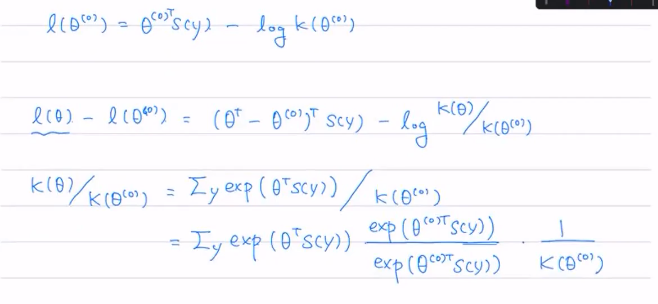 l(θ^(0)) = θ^(0)T S(y) − log K(θ^(0))
l(θ) − l(θ^(0)) = (θ^T − θ^(0))^T S(y) − log K(θ)/K(θ^(0))
K(θ)/K(θ^(0)) = Σ_y exp(θ^T S(y)) / K(θ^(0))
= Σ_y exp(θ^T S(y)) exp(θ^(0)T S(y))/exp(θ^(0)T S(y)) · 1/K(θ^(0))